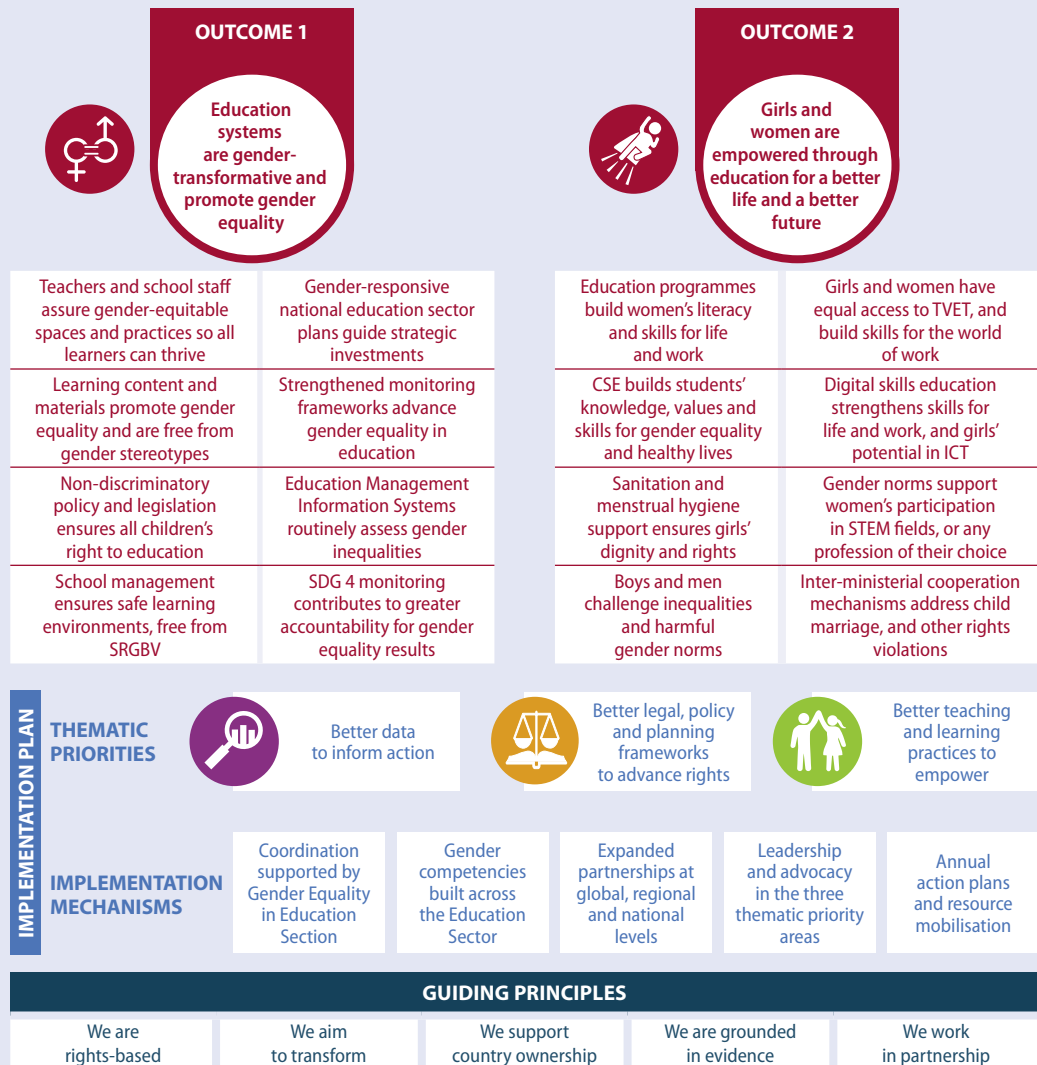 OUTCOME 1
Education
systems
are gender-
transformative and
promote gender
equality
Teachers and school staff
assure gender-equitable
spaces and practices so all
learners can thrive
Gender-responsive
national education sector
plans guide strategic
investments
Learning content and
materials promote gender
equality and are free from
gender stereotypes
Strengthened monitoring
frameworks advance
gender equality in
education
Non-discriminatory
policy and legislation
ensures all children's
right to education
Education Management
Information Systems
routinely assess gender
inequalities
School management
ensures safe learning
environments, free from
SRGBV
SDG 4 monitoring
contributes to greater
accountability for gender
equality results
OUTCOME 2
Girls and
women are
empowered through
education for a better
life and a better
future
Education programmes
build women's literacy
and skills for life
and work
Girls and women have
equal access to TVET, and
build skills for the world
of work
CSE builds students'
knowledge, values and
skills for gender equality
and healthy lives
Digital skills education
strengthens skills for
life and work, and girls'
potential in ICT
Sanitation and
menstrual hygiene
support ensures girls'
dignity and rights
Gender norms support
women's participation
in STEM fields, or any
profession of their choice
Boys and men
challenge inequalities
and harmful
gender norms
Inter-ministerial cooperation
mechanisms address child
marriage, and other rights
violations
IMPLEMENTATION PLAN
THEMATIC
PRIORITIES
Better data
to inform action
Better legal, policy
and planning
frameworks
to advance rights
Better teaching
and learning
practices to
empower
IMPLEMENTATION
MECHANISMS
Coordination
supported by
Gender Equality
in Education
Section
Gender
competencies
built across
the Education
Sector
Expanded
partnerships at
global, regional
and national
levels
Leadership
and advocacy
in the three
thematic priority
areas
Annual
action plans
and resource
mobilisation
GUIDING PRINCIPLES
We are
rights-based
We aim
to transform
We support
country ownership
We are grounded
in evidence
We work
in partnership